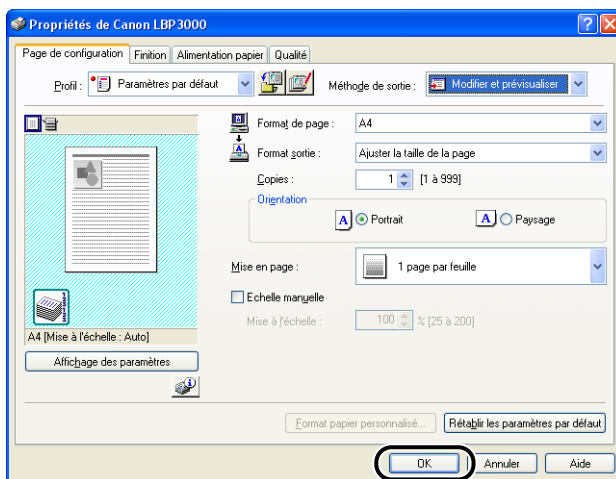 Propriétés de Canon LBP3000
Page de configuration Finition Alimentation papier Qualité
Profil : Paramètres par défaut Méthode de sortie : Modifier et prévisualiser
Format de page : A4
Format sortie : Ajuster la taille de la page
Copies : 1 [1 à 999]
Orientation
A Portrait A Paysage
Mise en page : 1 page par feuille
Echelle manuelle
Mise à l'échelle : 100 % [25 à 200]
A4 [Mise à l'échelle : Auto]
Affichage des paramètres
Format papier personnalisé... Rétablir les paramètres par défaut
OK Annuler Aide